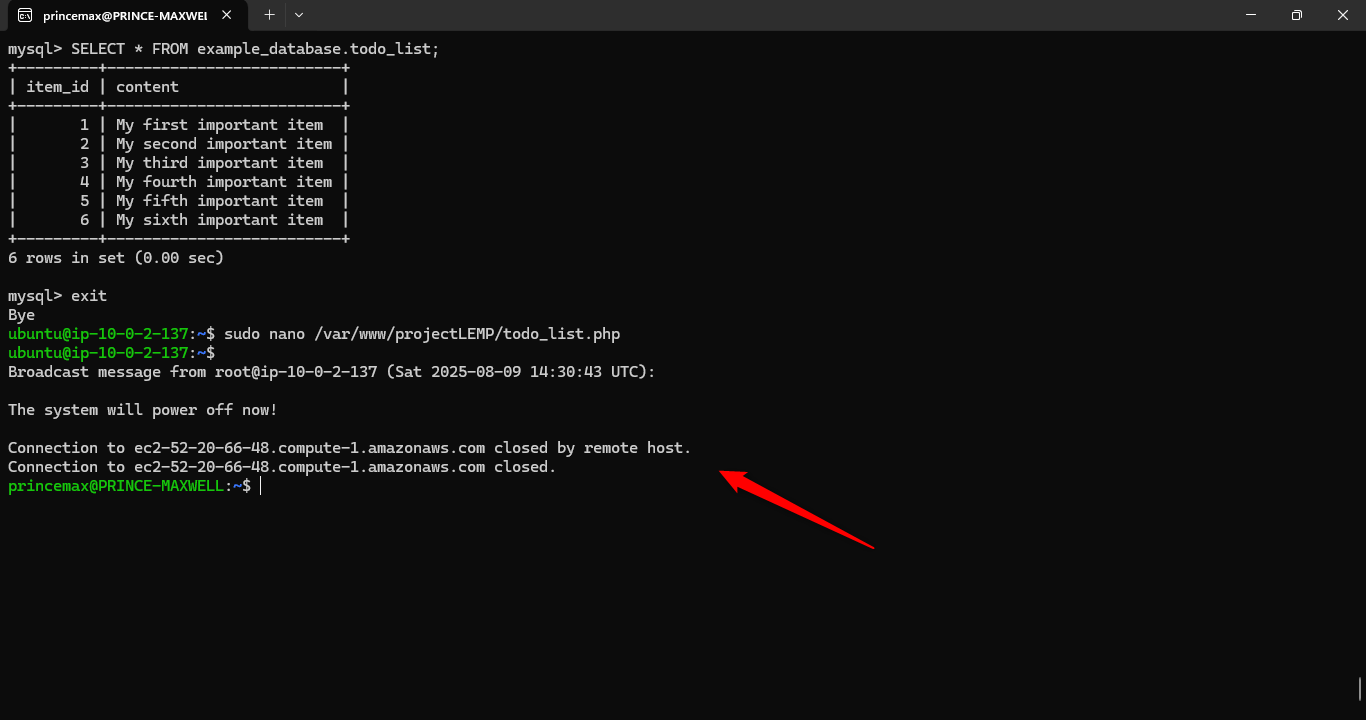 princemax@PRINCE-MAXWEL
mysql> SELECT * FROM example_database.todo_list;
+---------+--------------------------+
| item_id | content                  |
+---------+--------------------------+
|       1 | My first important item  |
|       2 | My second important item |
|       3 | My third important item  |
|       4 | My fourth important item |
|       5 | My fifth important item  |
|       6 | My sixth important item  |
+---------+--------------------------+
6 rows in set (0.00 sec)
mysql> exit
Bye
ubuntu@ip-10-0-2-137:~$ sudo nano /var/www/projectLEMP/todo_list.php
ubuntu@ip-10-0-2-137:~$
Broadcast message from root@ip-10-0-2-137 (Sat 2025-08-09 14:30:43 UTC):
The system will power off now!
Connection to ec2-52-20-66-48.compute-1.amazonaws.com closed by remote host.
Connection to ec2-52-20-66-48.compute-1.amazonaws.com closed.
princemax@PRINCE-MAXWELL:~$